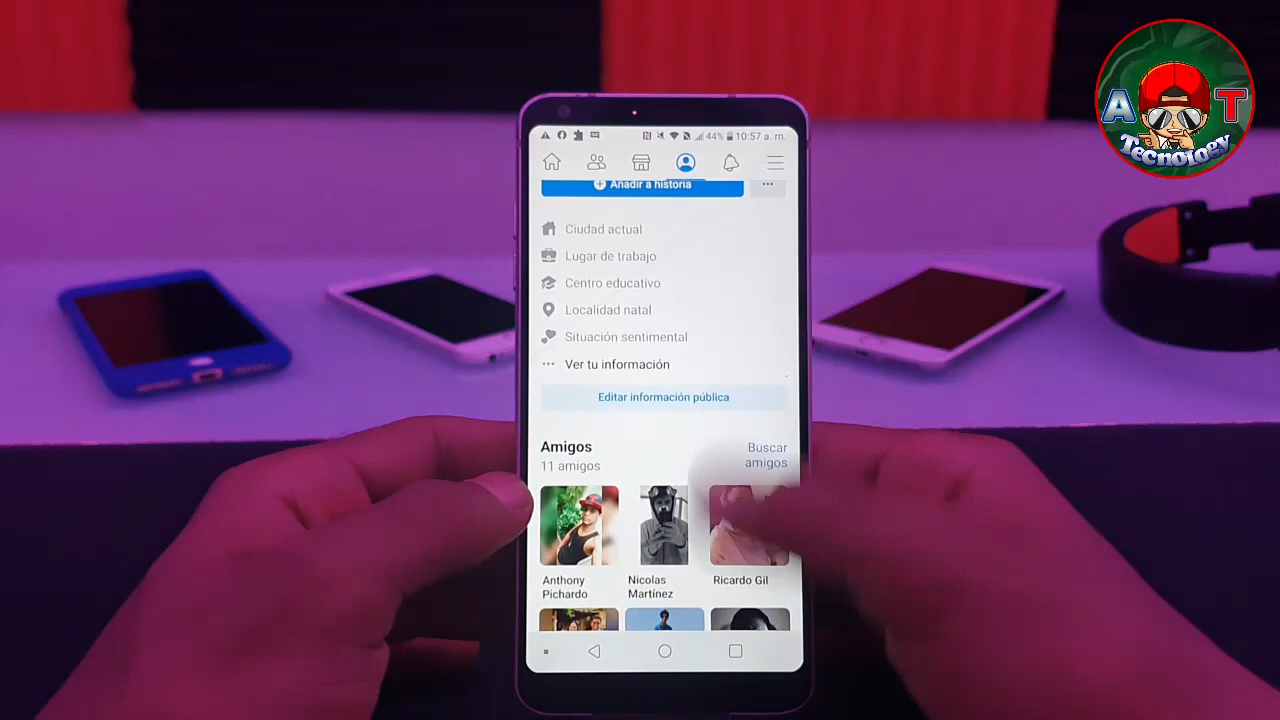 A T
Tecnology
44% 10:57 a. m.
Añadir a historia
Ciudad actual
Lugar de trabajo
Centro educativo
Localidad natal
Situación sentimental
Ver tu información
Editar información pública
Amigos
11 amigos
Buscar
amigos
Anthony
Pichardo
Nicolas
Martínez
Ricardo Gil